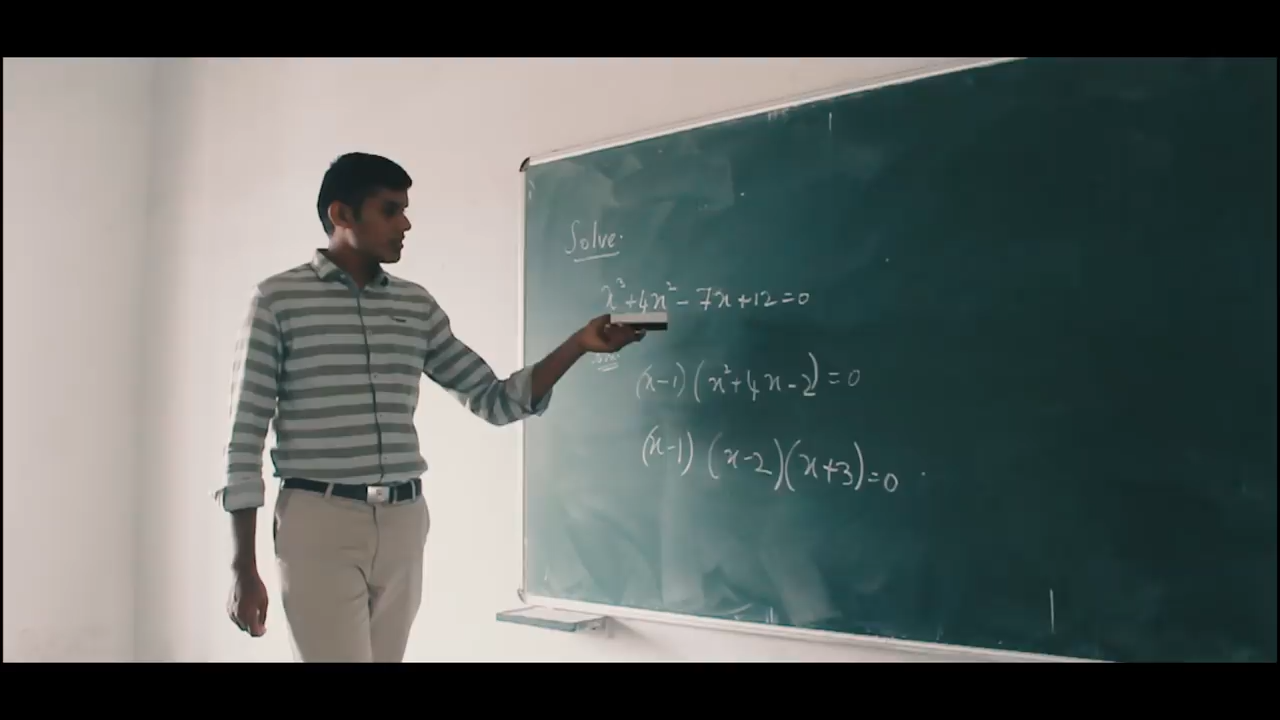 Solve.
x³+4x²-7x+12=0
(x-1)(x²+4x-2)=0
(x-1)(x-2)(x+3)=0